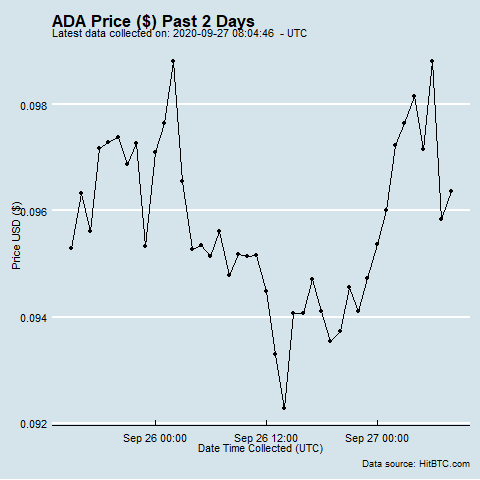 ADA Price ($) Past 2 Days
Latest data collected on: 2020-09-27 08:04:46 - UTC
0.098
0.096
0.094
0.092
Price USD ($)
Sep 26 00:00
Sep 26 12:00
Sep 27 00:00
Date Time Collected (UTC)
Data source: HitBTC.com